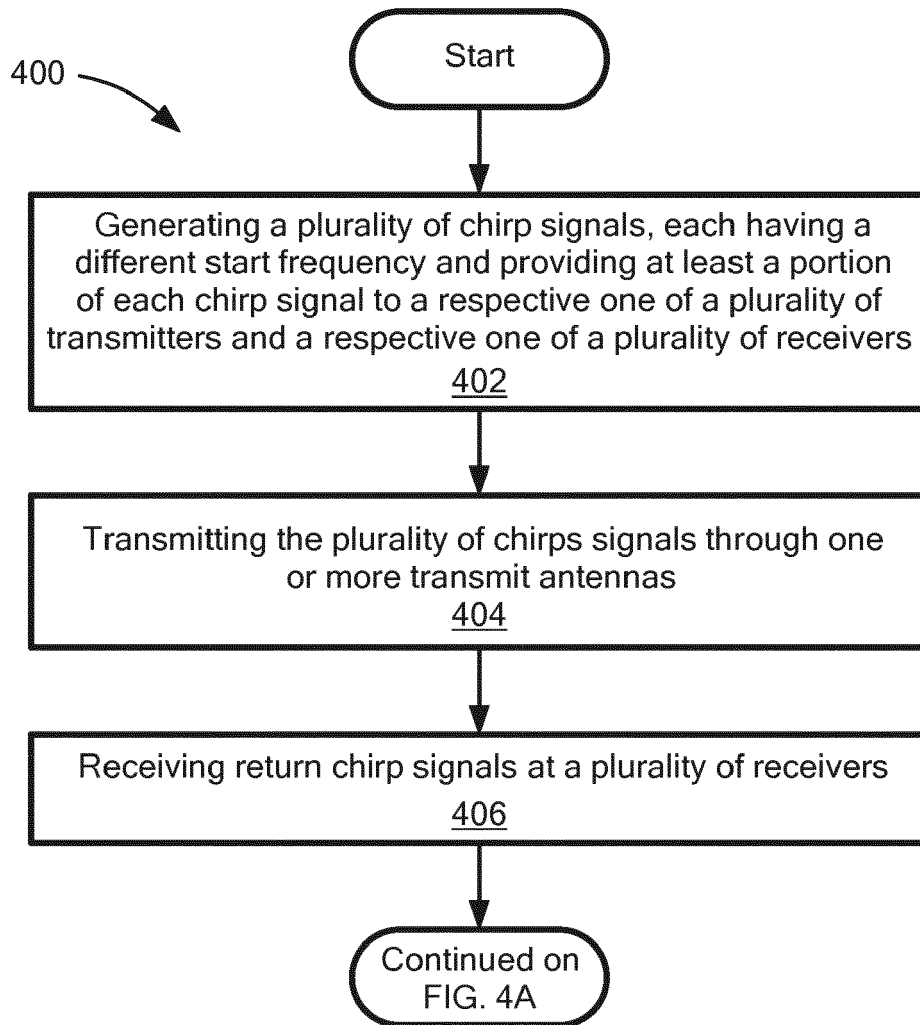 400
Start
Generating a plurality of chirp signals, each having a
different start frequency and providing at least a portion
of each chirp signal to a respective one of a plurality of
transmitters and a respective one of a plurality of receivers
402
Transmitting the plurality of chirps signals through one
or more transmit antennas
404
Receiving return chirp signals at a plurality of receivers
406
Continued on
FIG. 4A